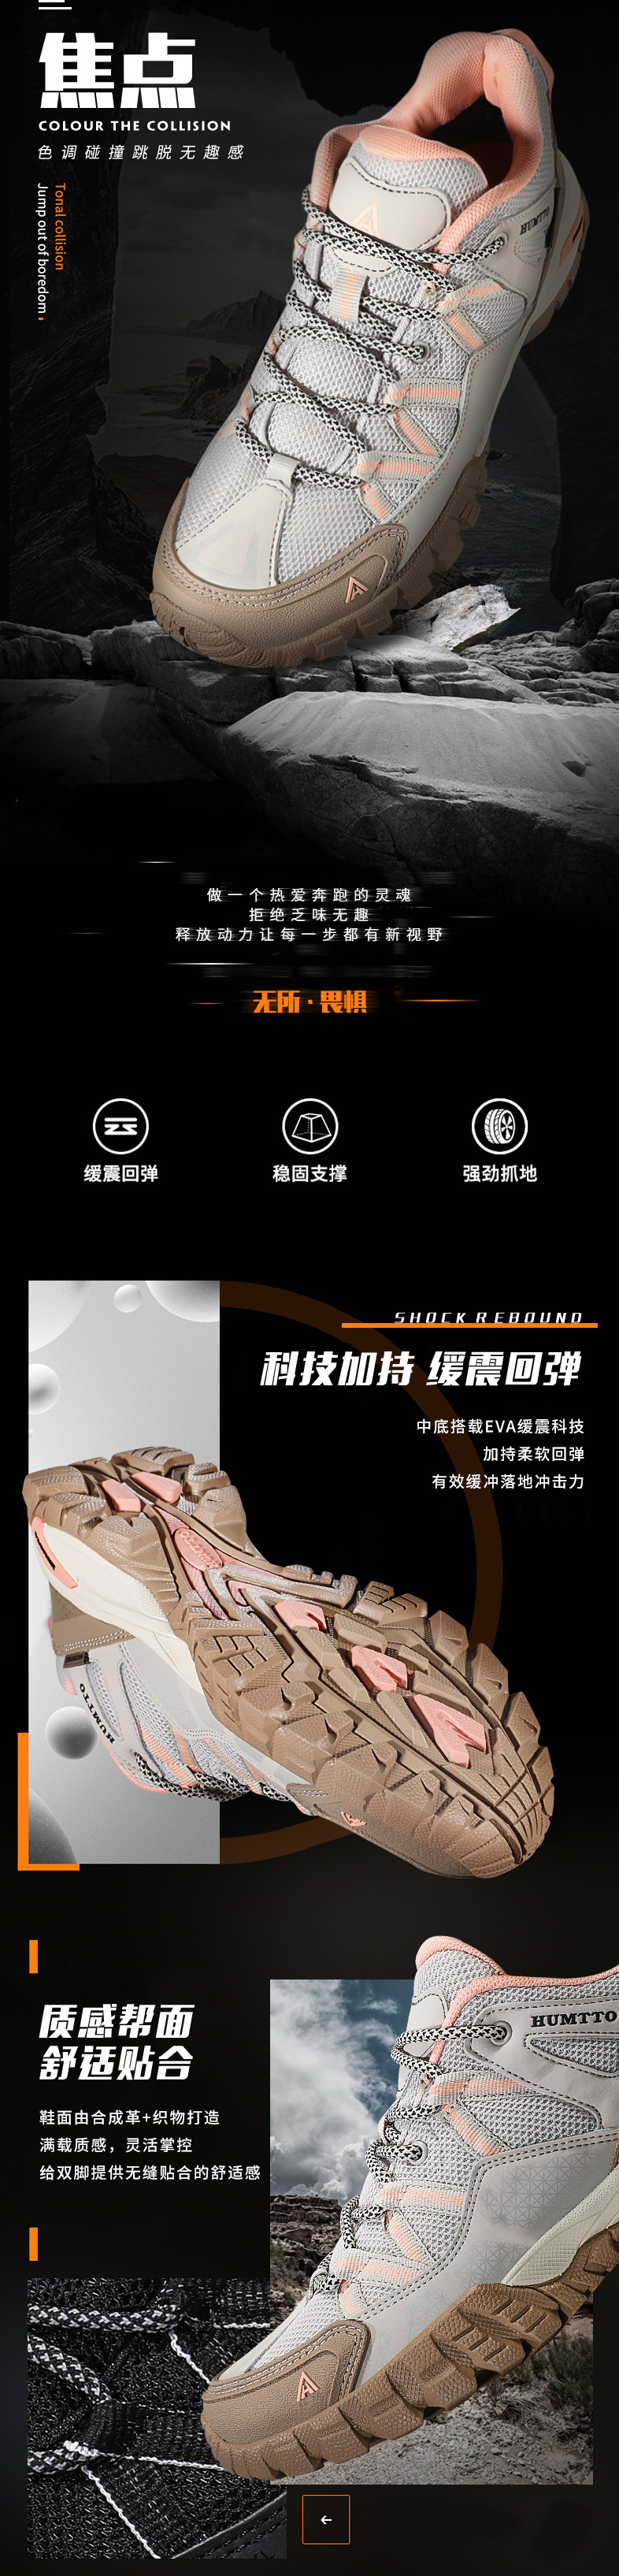 焦点
COLOUR THE COLLISION
色调碰撞跳脱无趣感
Tonal collision
Jump out of boredom
HUMTTO
做一个热爱奔跑的灵魂
拒绝乏味无趣
释放动力让每一步都有新视野
无所·畏惧
缓震回弹
稳固支撑
强劲抓地
SHOCK REBOUND
科技加持 缓震回弹
中底搭载EVA缓震科技
加持柔软回弹
有效缓冲落地冲击力
HUMTTO
质感帮面
舒适贴合
HUMTTO
鞋面由合成革+织物打造
满载质感，灵活掌控
给双脚提供无缝贴合的舒适感